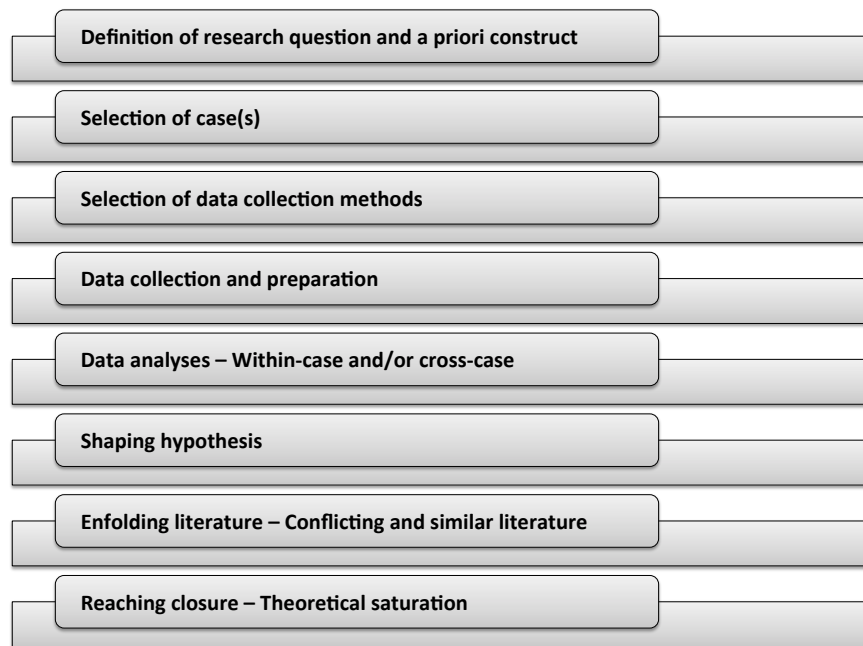 Definition of research question and a priori construct
Selection of case(s)
Selection of data collection methods
Data collection and preparation
Data analyses – Within-case and/or cross-case
Shaping hypothesis
Enfolding literature – Conflicting and similar literature
Reaching closure – Theoretical saturation